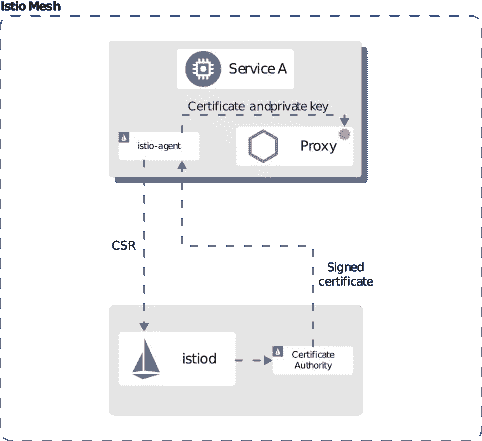 Istio Mesh
Service A
Certificate andprivate key
istio-agent
Proxy
CSR
Signed
certificate
istiod
Certificate
Authority